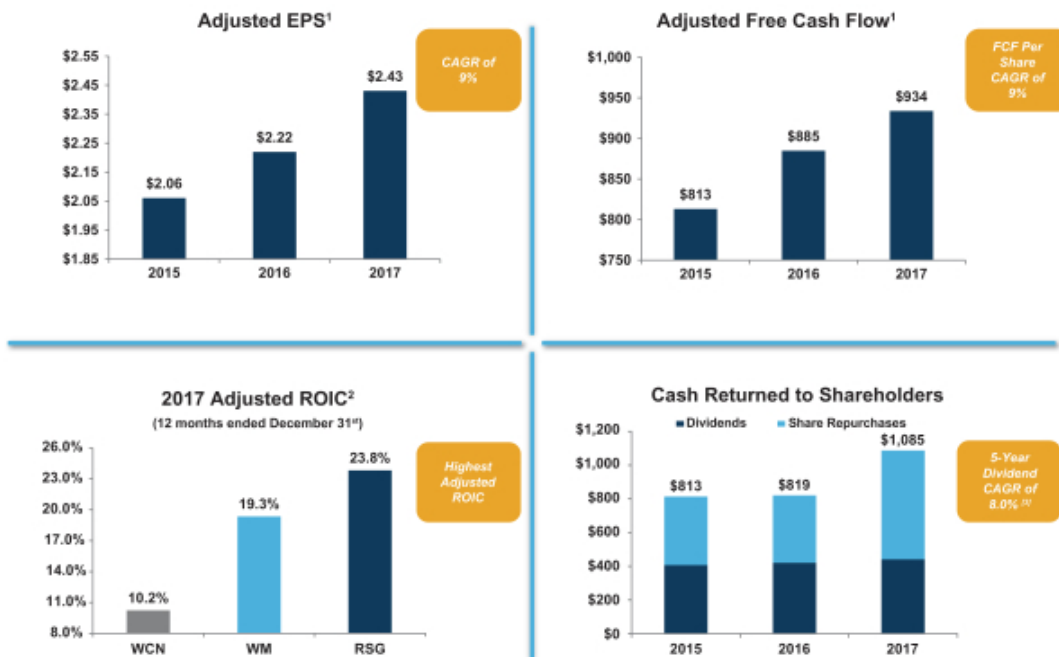 Adjusted EPS¹
CAGR of
9%
$2.55
$2.45
$2.35
$2.25
$2.15
$2.05
$1.95
$1.85
$2.06
$2.22
$2.43
2015
2016
2017
Adjusted Free Cash Flow¹
FCF Per
Share
CAGR of
9%
$1,000
$950
$900
$850
$800
$750
$813
$885
$934
2015
2016
2017
2017 Adjusted ROIC²
(12 months ended December 31ˢᵗ)
Highest
Adjusted
ROIC
26.0%
23.0%
20.0%
17.0%
14.0%
11.0%
8.0%
10.2%
19.3%
23.8%
WCN
WM
RSG
Cash Returned to Shareholders
Dividends
Share Repurchases
5-Year
Dividend
CAGR of
8.0%
$1,200
$1,000
$800
$600
$400
$200
$0
$813
$819
$1,085
2015
2016
2017